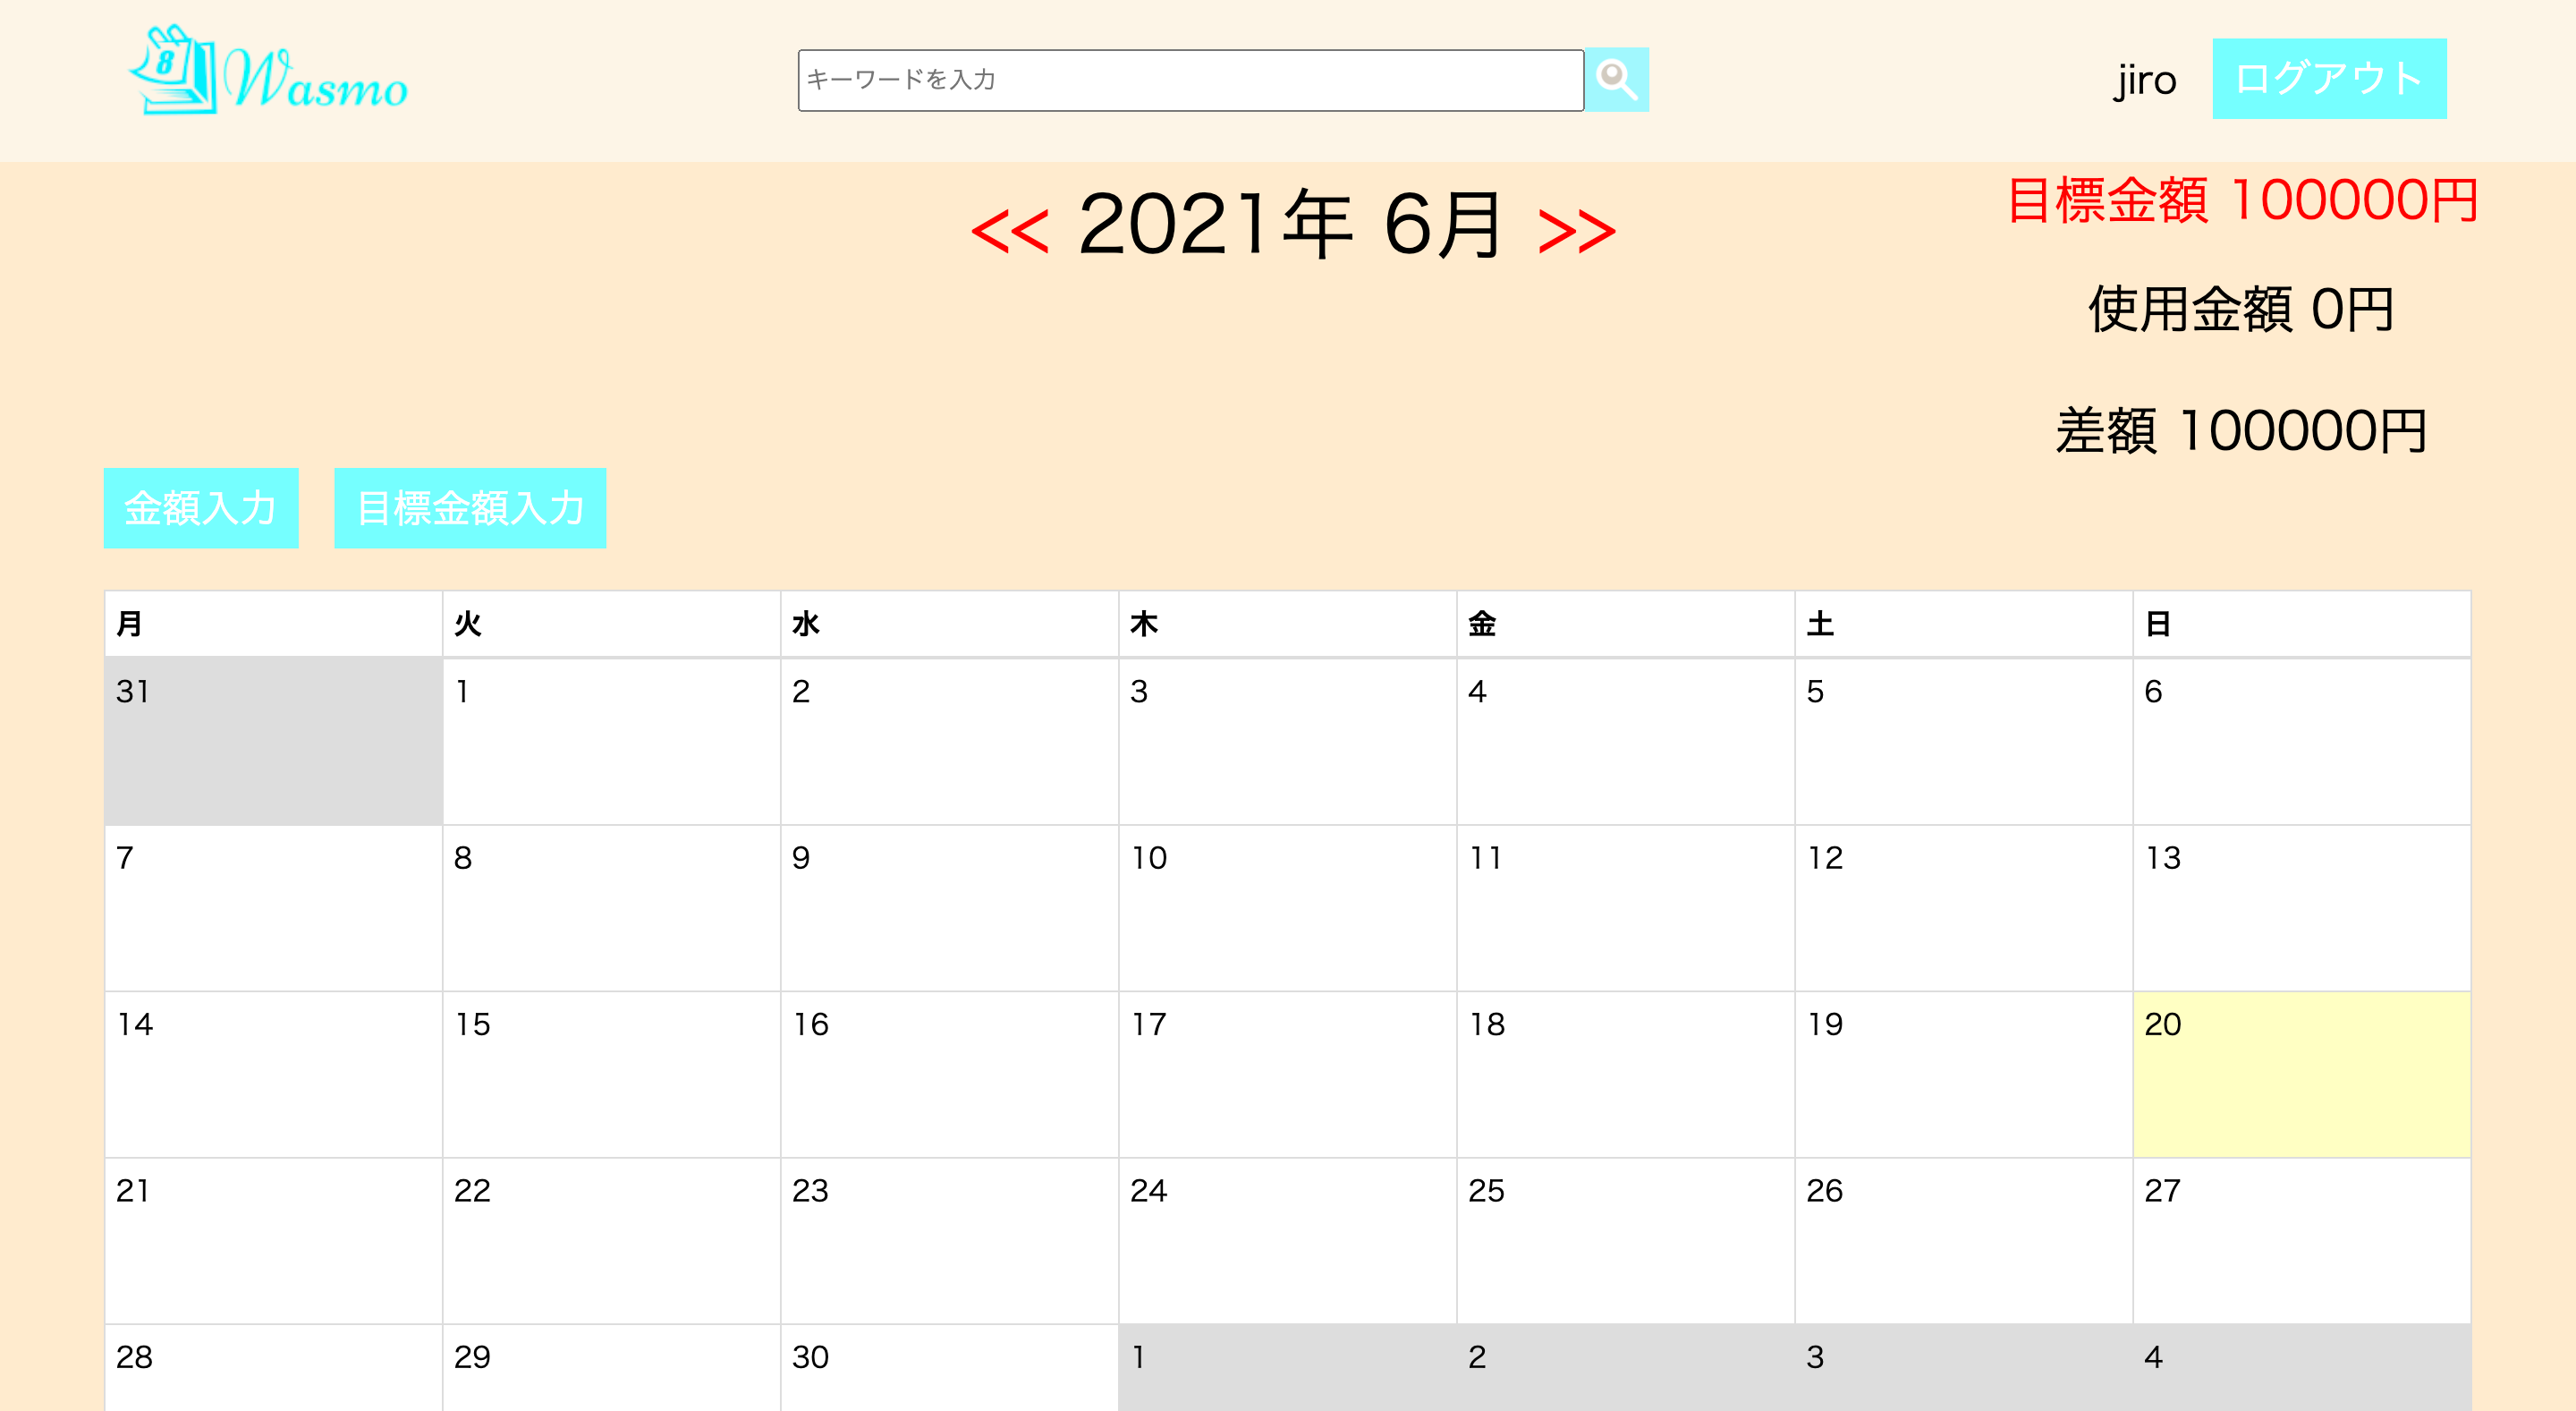 8 Wasmo
キーワードを入力
jiro ログアウト
<< 2021年 6月 >>
目標金額 100000円
使用金額 0円
差額 100000円
金額入力 目標金額入力
月 火 水 木 金 土 日
31 1 2 3 4 5 6
7 8 9 10 11 12 13
14 15 16 17 18 19 20
21 22 23 24 25 26 27
28 29 30 1 2 3 4